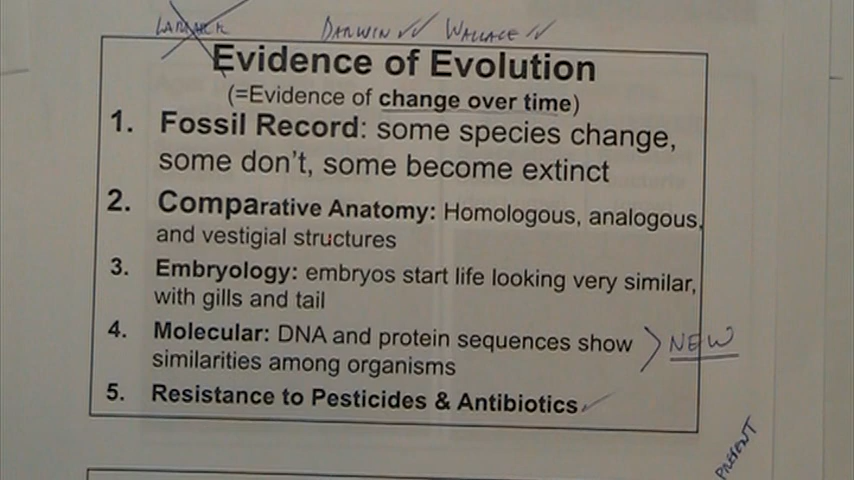 LAMARCK DARWIN ✓✓ WALLACE ✓✓
Evidence of Evolution
(=Evidence of change over time)
1. Fossil Record: some species change,
some don't, some become extinct
2. Comparative Anatomy: Homologous, analogous,
and vestigial structures
3. Embryology: embryos start life looking very similar,
with gills and tail
4. Molecular: DNA and protein sequences show
similarities among organisms
> NEW
5. Resistance to Pesticides & Antibiotics ✓
PRESENT